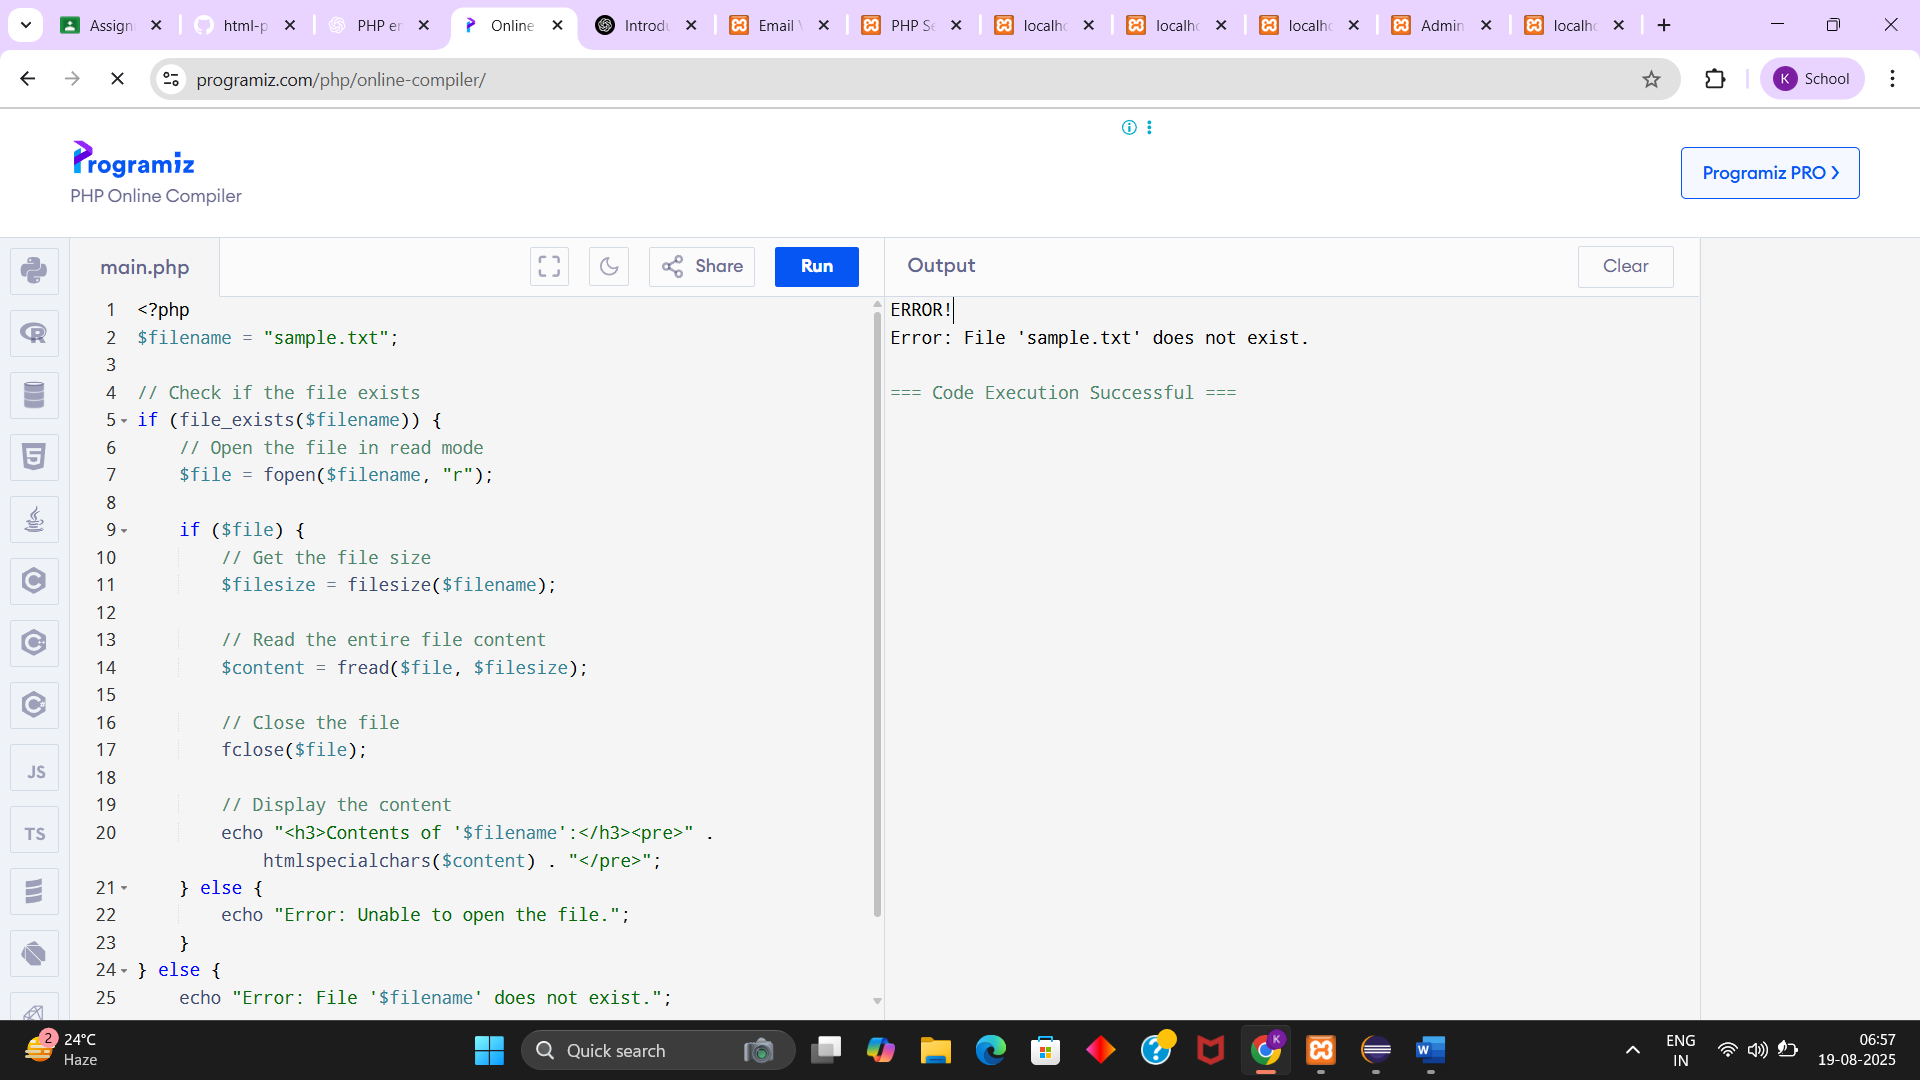 Assign
html-p
PHP er
Online
Introdu
Email V
PHP Se
localho
localho
localho
Admin
localho
programiz.com/php/online-compiler/
K School
Programiz
PHP Online Compiler
Programiz PRO
main.php
Share
Run
Output
Clear
1 <?php
2 $filename = "sample.txt";
3
4 // Check if the file exists
5 if (file_exists($filename)) {
6 // Open the file in read mode
7 $file = fopen($filename, "r");
8
9 if ($file) {
10 // Get the file size
11 $filesize = filesize($filename);
12
13 // Read the entire file content
14 $content = fread($file, $filesize);
15
16 // Close the file
17 fclose($file);
18
19 // Display the content
20 echo "<h3>Contents of '$filename':</h3><pre>" .
htmlspecialchars($content) . "</pre>";
21 } else {
22 echo "Error: Unable to open the file.";
23 }
24 } else {
25 echo "Error: File '$filename' does not exist.";
ERROR!
Error: File 'sample.txt' does not exist.
=== Code Execution Successful ===
R
5
C
C
C
JS
TS
2
24°C
Haze
Quick search
K
W
ENG
IN
06:57
19-08-2025